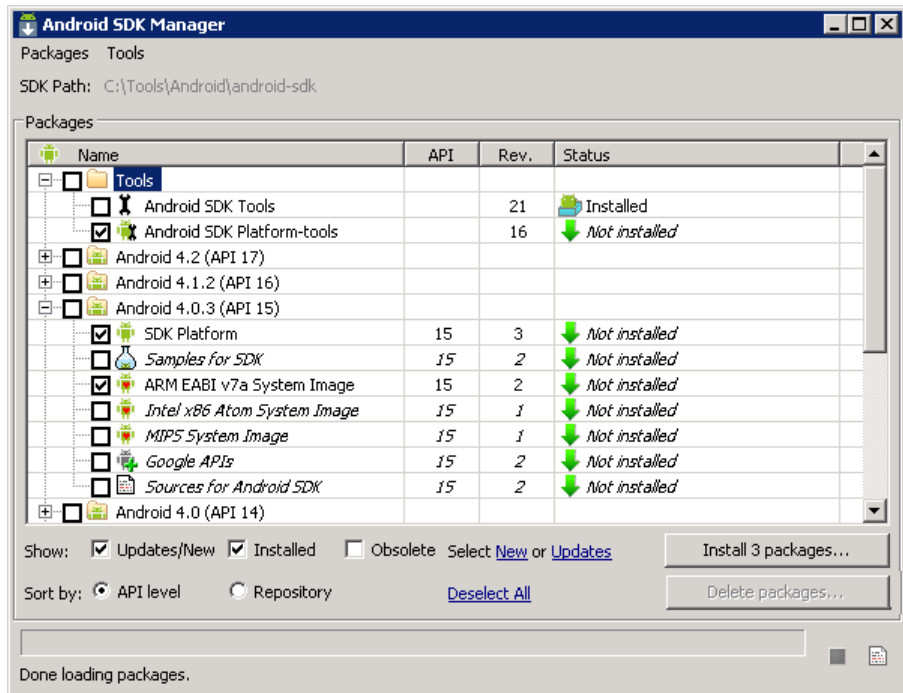 Android SDK Manager
Packages Tools
SDK Path: C:\Tools\Android\android-sdk
Packages
Name API Rev. Status
Tools
Android SDK Tools 21 Installed
Android SDK Platform-tools 16 Not installed
Android 4.2 (API 17)
Android 4.1.2 (API 16)
Android 4.0.3 (API 15)
SDK Platform 15 3 Not installed
Samples for SDK 15 2 Not installed
ARM EABI v7a System Image 15 2 Not installed
Intel x86 Atom System Image 15 1 Not installed
MIPS System Image 15 1 Not installed
Google APIs 15 2 Not installed
Sources for Android SDK 15 2 Not installed
Android 4.0 (API 14)
Show: Updates/New Installed Obsolete Select New or Updates Install 3 packages...
Sort by: API level Repository Deselect All Delete packages...
Done loading packages.